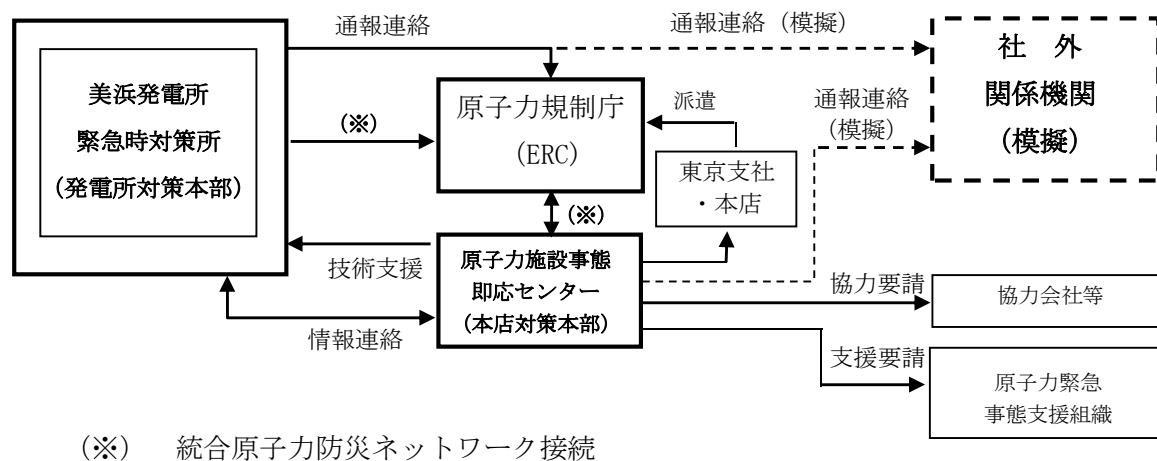 通報連絡
通報連絡（模擬）
社　外
関係機関
（模擬）
美浜発電所
緊急時対策所
（発電所対策本部）
（※）
原子力規制庁
（ERC）
派遣
通報連絡
（模擬）
東京支社
・本店
（※）
技術支援
原子力施設事態
即応センター
（本店対策本部）
協力要請
協力会社等
情報連絡
支援要請
原子力緊急
事態支援組織
（※）　統合原子力防災ネットワーク接続